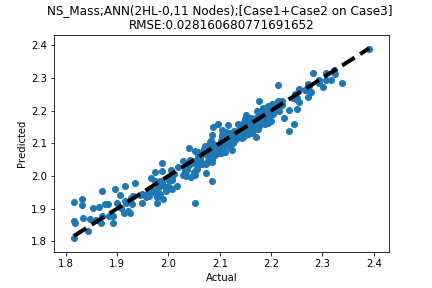 NS_Mass;ANN(2HL-0,11 Nodes);[Case1+Case2 on Case3]
RMSE:0.028160680771691652
2.4
2.3
2.2
2.1
2.0
1.9
1.8
Predicted
1.8 1.9 2.0 2.1 2.2 2.3 2.4
Actual